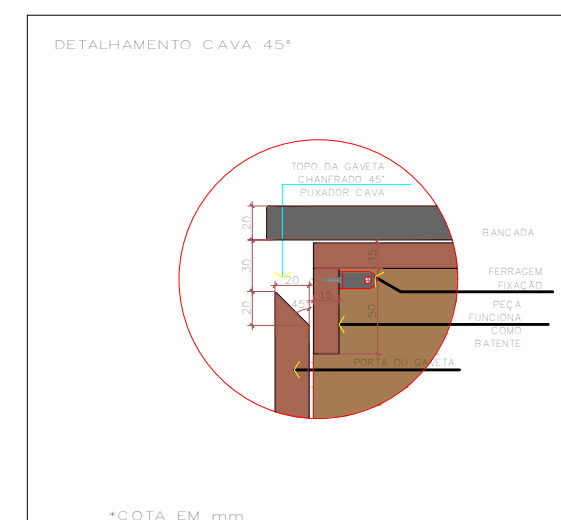 DETALHAMENTO CAVA 45°
TOPO DA GAVETA
CHANFRADO 45°
PUXADOR CAVA
20
BANCADA
30
15
20
FERRAGEM
FIXAÇÃO
15
20
45°
50
PEÇA
FUNCIONA
COMO
BATENTE
PORTA OU GAVETA
*COTA EM mm